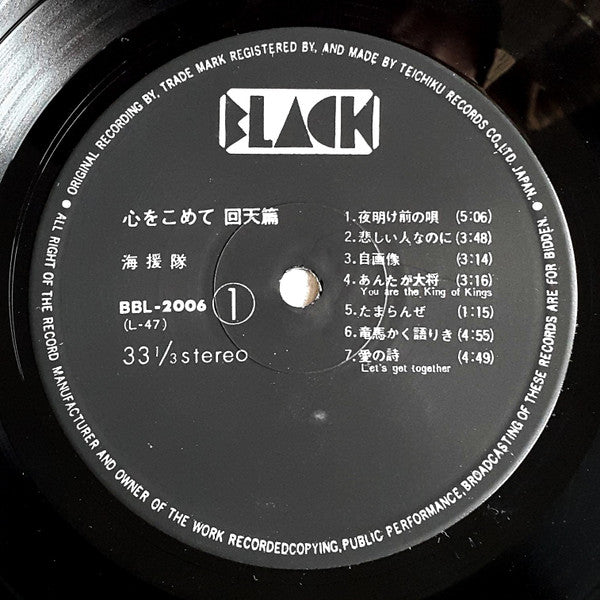 BLACK
心をこめて 回天篇
海援隊
BBL-2006
(L-47)
1
33 1/3 stereo
1.夜明け前の唄 (5:06)
2.悲しい人なのに (3:48)
3.自画像 (3:14)
4.あんたが大将 (3:16)
You are the King of Kings
5.たまらんぜ (1:15)
6.竜馬かく語りき (4:55)
7.愛の詩 (4:49)
Let's get together
● ORIGINAL RECORDING BY, TRADE MARK REGISTERED BY, AND MADE BY TEICHIKU RECORDS CO., LTD. JAPAN. ●
ALL RIGHT OF THE RECORD MANUFACTURER AND OWNER OF THE WORK RECORDEDCOPYING, PUBLIC PERFORMANCE, BROADCASTING OF THESE RECORDS ARE FOR BIDDEN.